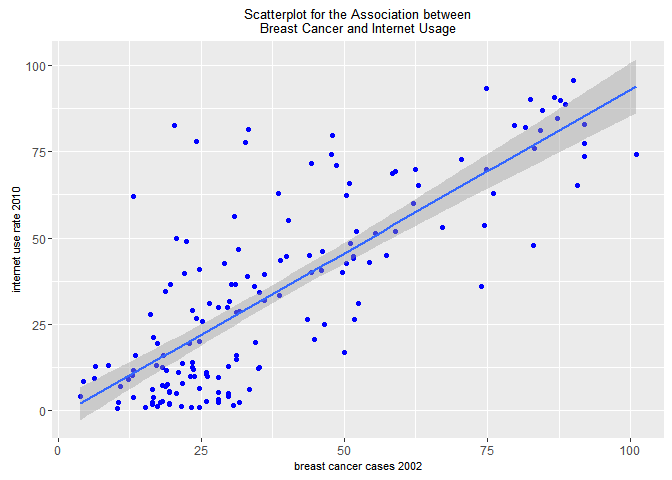 Scatterplot for the Association between
Breast Cancer and Internet Usage
100
75
50
25
0
internet use rate 2010
0 25 50 75 100
breast cancer cases 2002